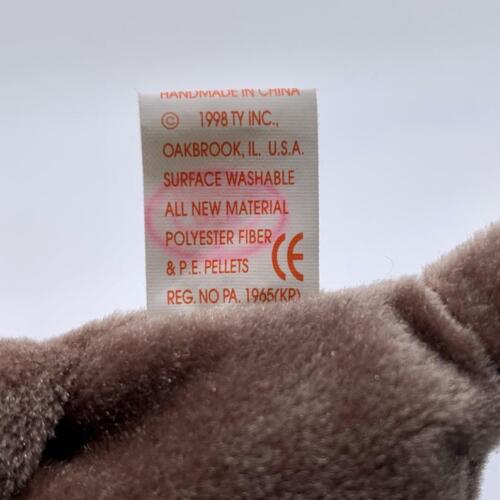 HANDMADE IN CHINA
© 1998 TY INC.,
OAKBROOK, IL. U.S.A.
SURFACE WASHABLE
ALL NEW MATERIAL
POLYESTER FIBER
& P.E. PELLETS CE
REG. NO PA. 1965(KR)